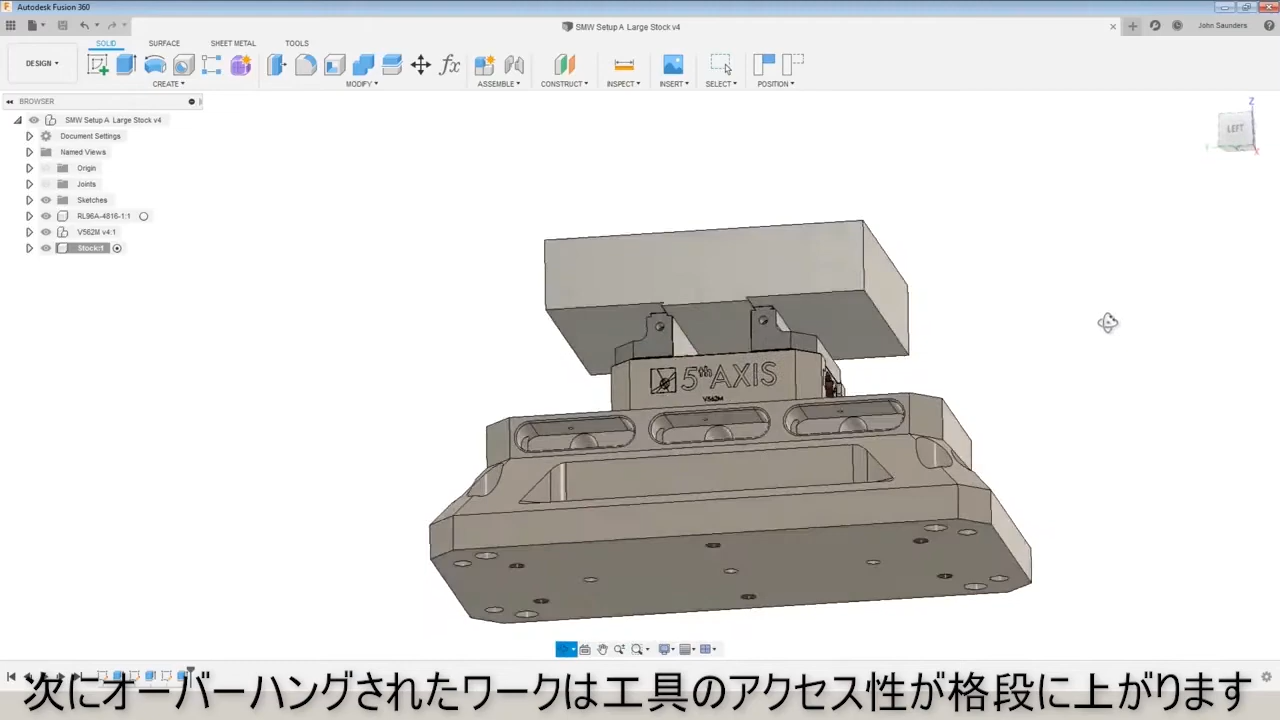 Autodesk Fusion 360
SMW Setup A Large Stock v4
John Saunders
DESIGN
SOLID
SURFACE
SHEET METAL
TOOLS
CREATE
MODIFY
ASSEMBLE
CONSTRUCT
INSPECT
INSERT
SELECT
POSITION
BROWSER
SMW Setup A Large Stock v4
Document Settings
Named Views
Origin
Joints
Sketches
RL96A-4816-1:1
V562M v4:1
Stock:1
Z
LEFT
5th AXIS
V562M
次にオーバーハングされたワークは工具のアクセス性が格段に上がります